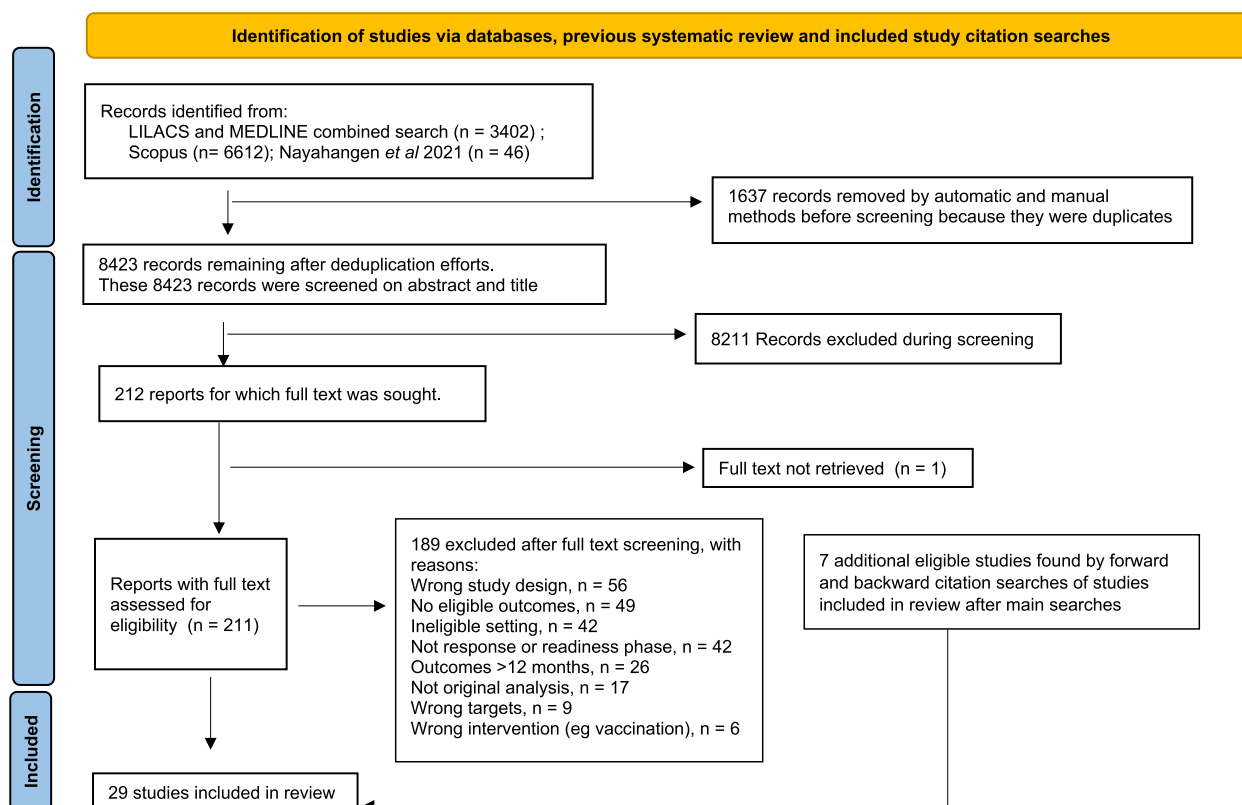 Identification of studies via databases, previous systematic review and included study citation searches
Identification
Records identified from:
LILACS and MEDLINE combined search (n = 3402) ;
Scopus (n= 6612); Nayahangen et al 2021 (n = 46)
1637 records removed by automatic and manual
methods before screening because they were duplicates
Screening
8423 records remaining after deduplication efforts.
These 8423 records were screened on abstract and title
8211 Records excluded during screening
212 reports for which full text was sought.
Full text not retrieved (n = 1)
Reports with full text
assessed for
eligibility (n = 211)
189 excluded after full text screening, with
reasons:
Wrong study design, n = 56
No eligible outcomes, n = 49
Ineligible setting, n = 42
Not response or readiness phase, n = 42
Outcomes >12 months, n = 26
Not original analysis, n = 17
Wrong targets, n = 9
Wrong intervention (eg vaccination), n = 6
7 additional eligible studies found by forward
and backward citation searches of studies
included in review after main searches
Included
29 studies included in review